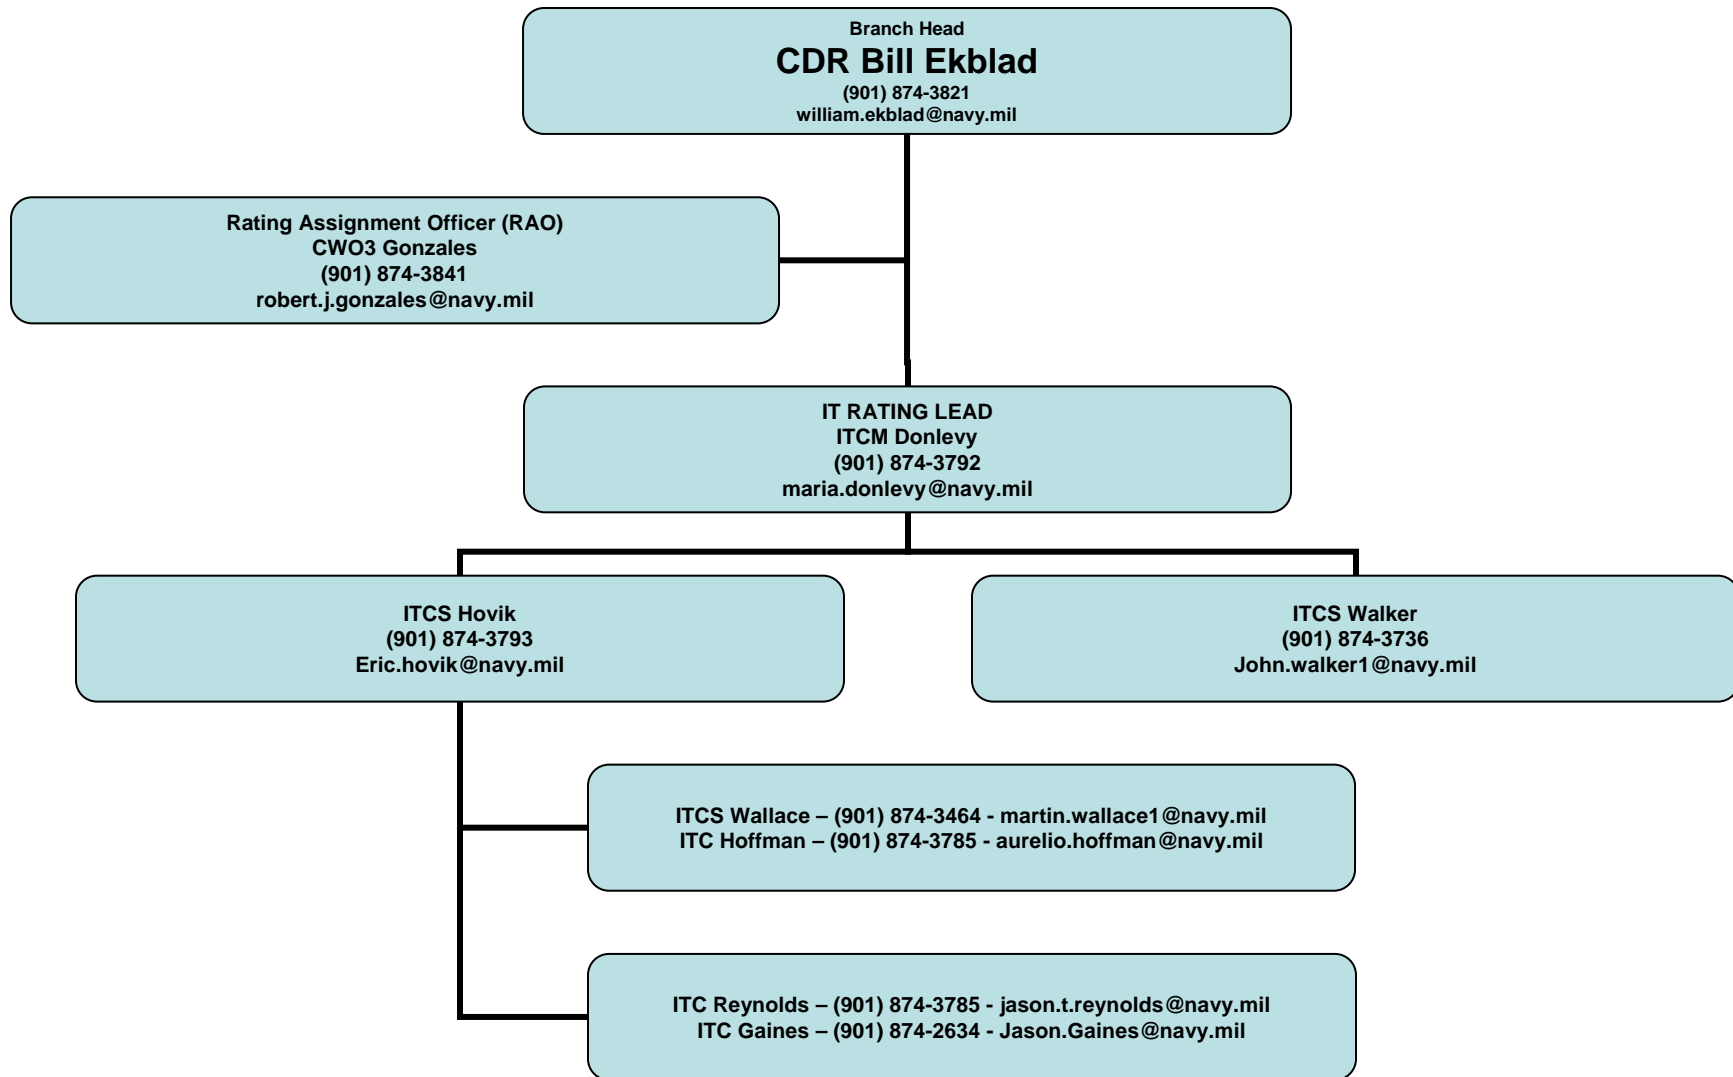 Branch Head
CDR Bill Ekblad
(901) 874-3821
william.ekblad@navy.mil
Rating Assignment Officer (RAO)
CWO3 Gonzales
(901) 874-3841
robert.j.gonzales@navy.mil
IT RATING LEAD
ITCM Donlevy
(901) 874-3792
maria.donlevy@navy.mil
ITCS Hovik
(901) 874-3793
Eric.hovik@navy.mil
ITCS Walker
(901) 874-3736
John.walker1@navy.mil
ITCS Wallace – (901) 874-3464 - martin.wallace1@navy.mil
ITC Hoffman – (901) 874-3785 - aurelio.hoffman@navy.mil
ITC Reynolds – (901) 874-3785 - jason.t.reynolds@navy.mil
ITC Gaines – (901) 874-2634 - Jason.Gaines@navy.mil